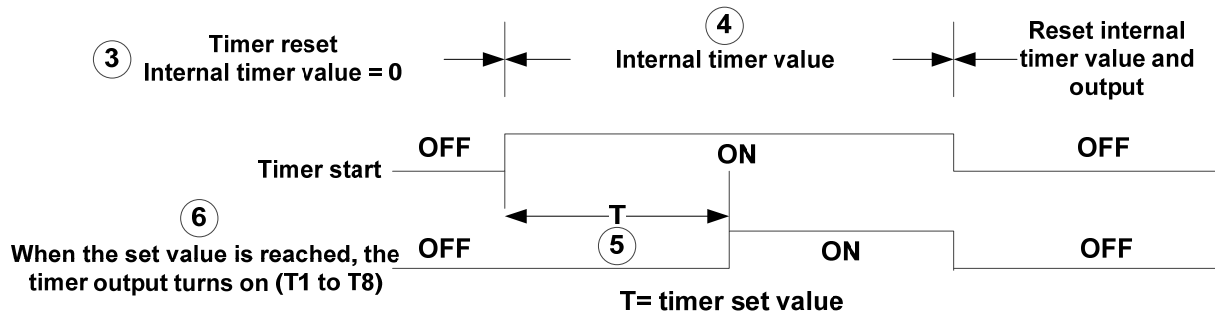 3
Timer reset
Internal timer value = 0
4
Internal timer value
Reset internal
timer value and
output
OFF
ON
OFF
Timer start
T
5
6
When the set value is reached, the
timer output turns on (T1 to T8)
OFF
ON
OFF
T= timer set value